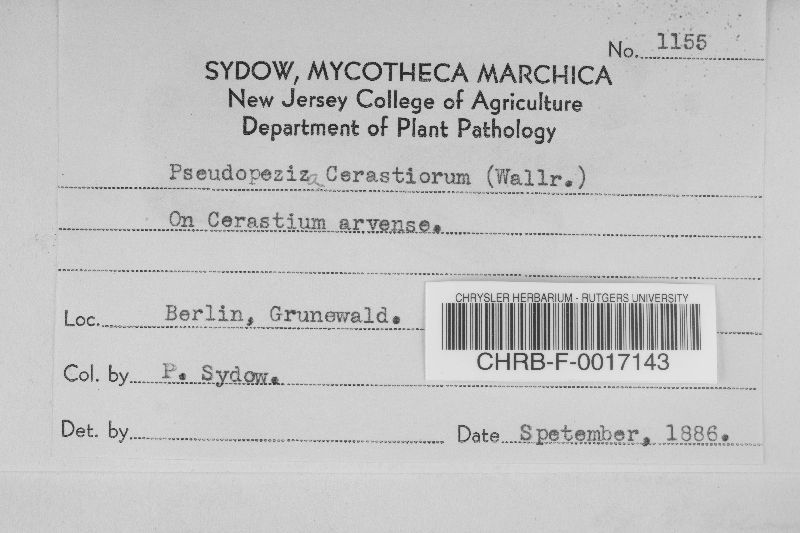 No. 1155
SYDOW, MYCOTHECA MARCHICA
New Jersey College of Agriculture
Department of Plant Pathology
Pseudopeziza Cerastiorum (Wallr.)
On Cerastium arvense.
Loc. Berlin, Grunewald.
CHRYSLER HERBARIUM - RUTGERS UNIVERSITY
CHRB-F-0017143
Col. by P. Sydow.
Det. by
Date Spetember, 1886.